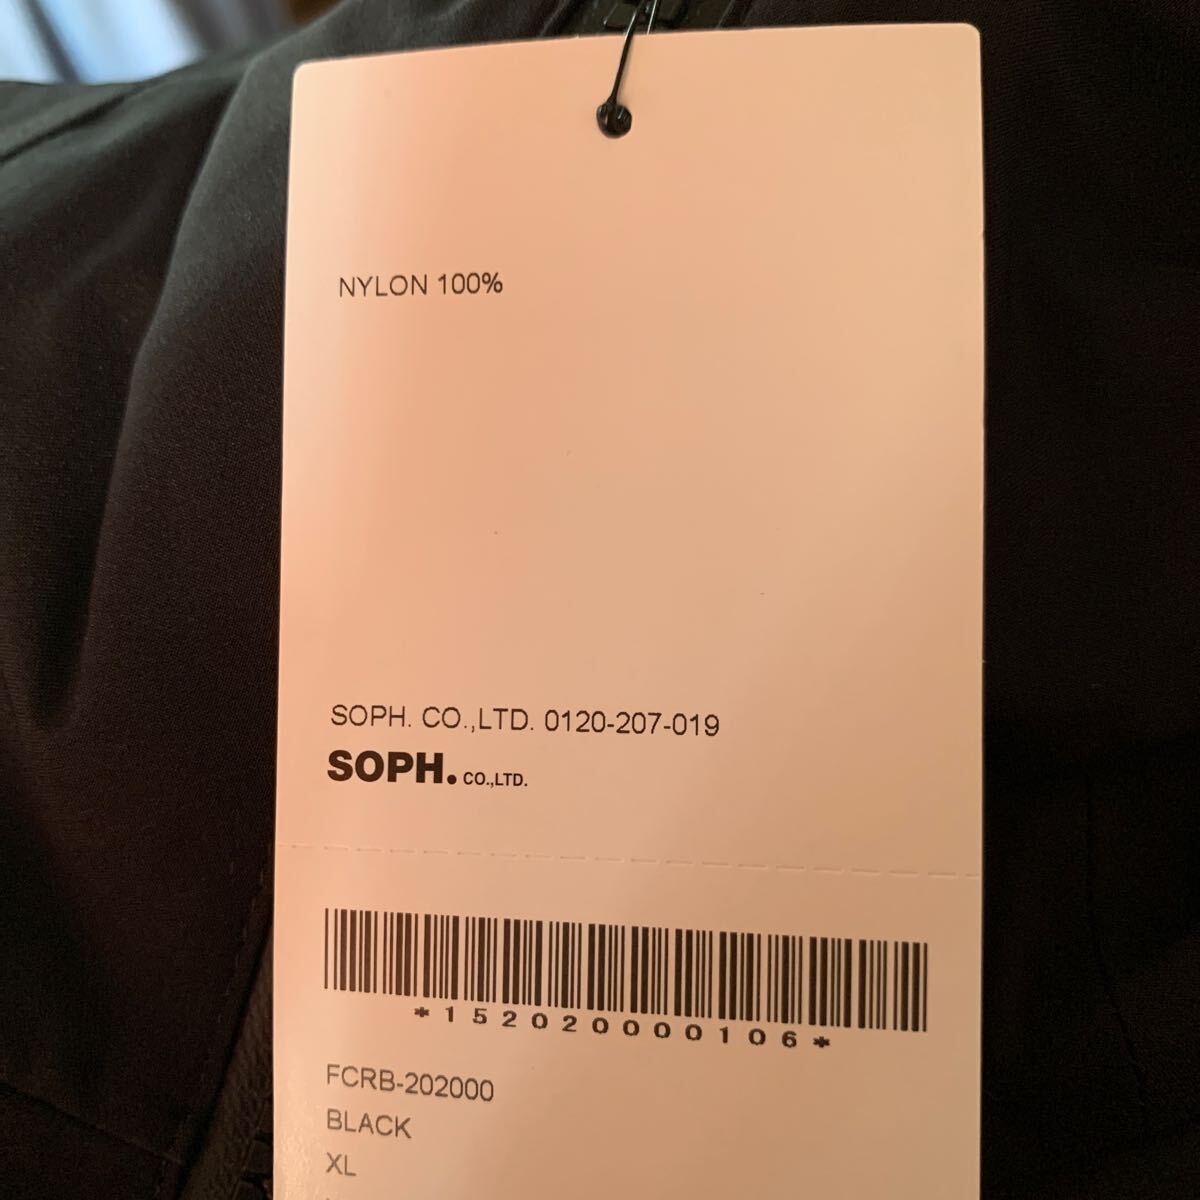 NYLON 100%
SOPH. CO.,LTD. 0120-207-019
SOPH. CO.,LTD.
*152020000106*
FCRB-202000
BLACK
XL